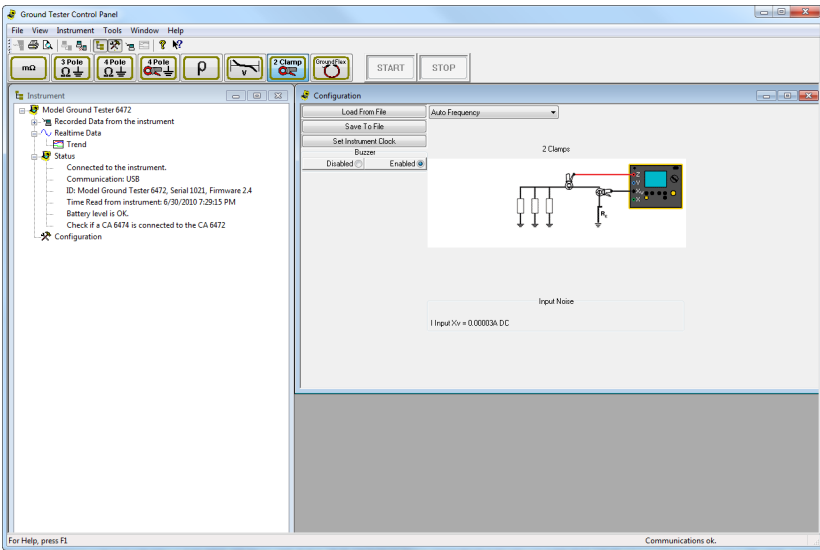 Ground Tester Control Panel
File View Instrument Tools Window Help
mΩ
3 Pole
Ω
4 Pole
Ω
4 Pole
ρ
V
2 Clamp
GroundFlex
START
STOP
Instrument
Model Ground Tester 6472
Recorded Data from the instrument
Realtime Data
Trend
Status
Connected to the instrument.
Communication: USB
ID: Model Ground Tester 6472, Serial 1021, Firmware 2.4
Time Read from instrument: 6/30/2010 7:29:15 PM
Battery level is OK.
Check if a CA 6474 is connected to the CA 6472
Configuration
Configuration
Load From File
Auto Frequency
Save To File
Set Instrument Clock
Buzzer
Disabled Enabled
2 Clamps
Z
Y
Xv
X
Input Noise
I Input Xv = 0.00003A DC
For Help, press F1
Communications ok.